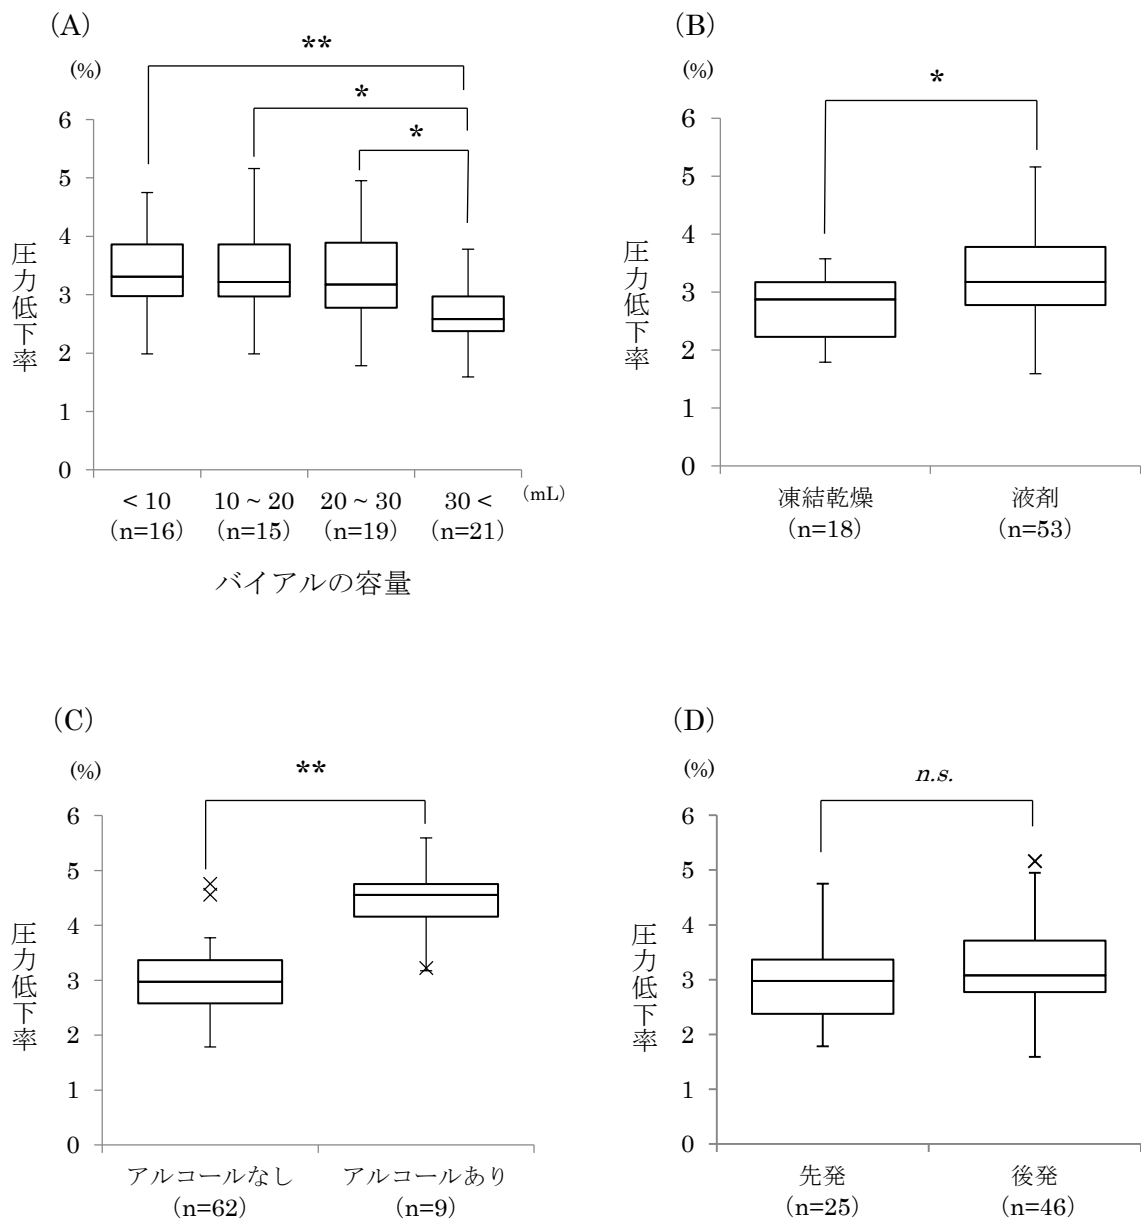 (A)
(%)
**
*
*
6
5
4
3
2
1
0
圧力低下率
< 10
10 ~ 20
20 ~ 30
30 <
(mL)
(n=16)
(n=15)
(n=19)
(n=21)
バイアルの容量
(B)
(%)
*
6
5
4
3
2
1
0
圧力低下率
凍結乾燥
液剤
(n=18)
(n=53)
(C)
(%)
**
6
5
4
3
2
1
0
圧力低下率
アルコールなし
アルコールあり
(n=62)
(n=9)
(D)
(%)
n.s.
6
5
4
3
2
1
0
圧力低下率
先発
後発
(n=25)
(n=46)